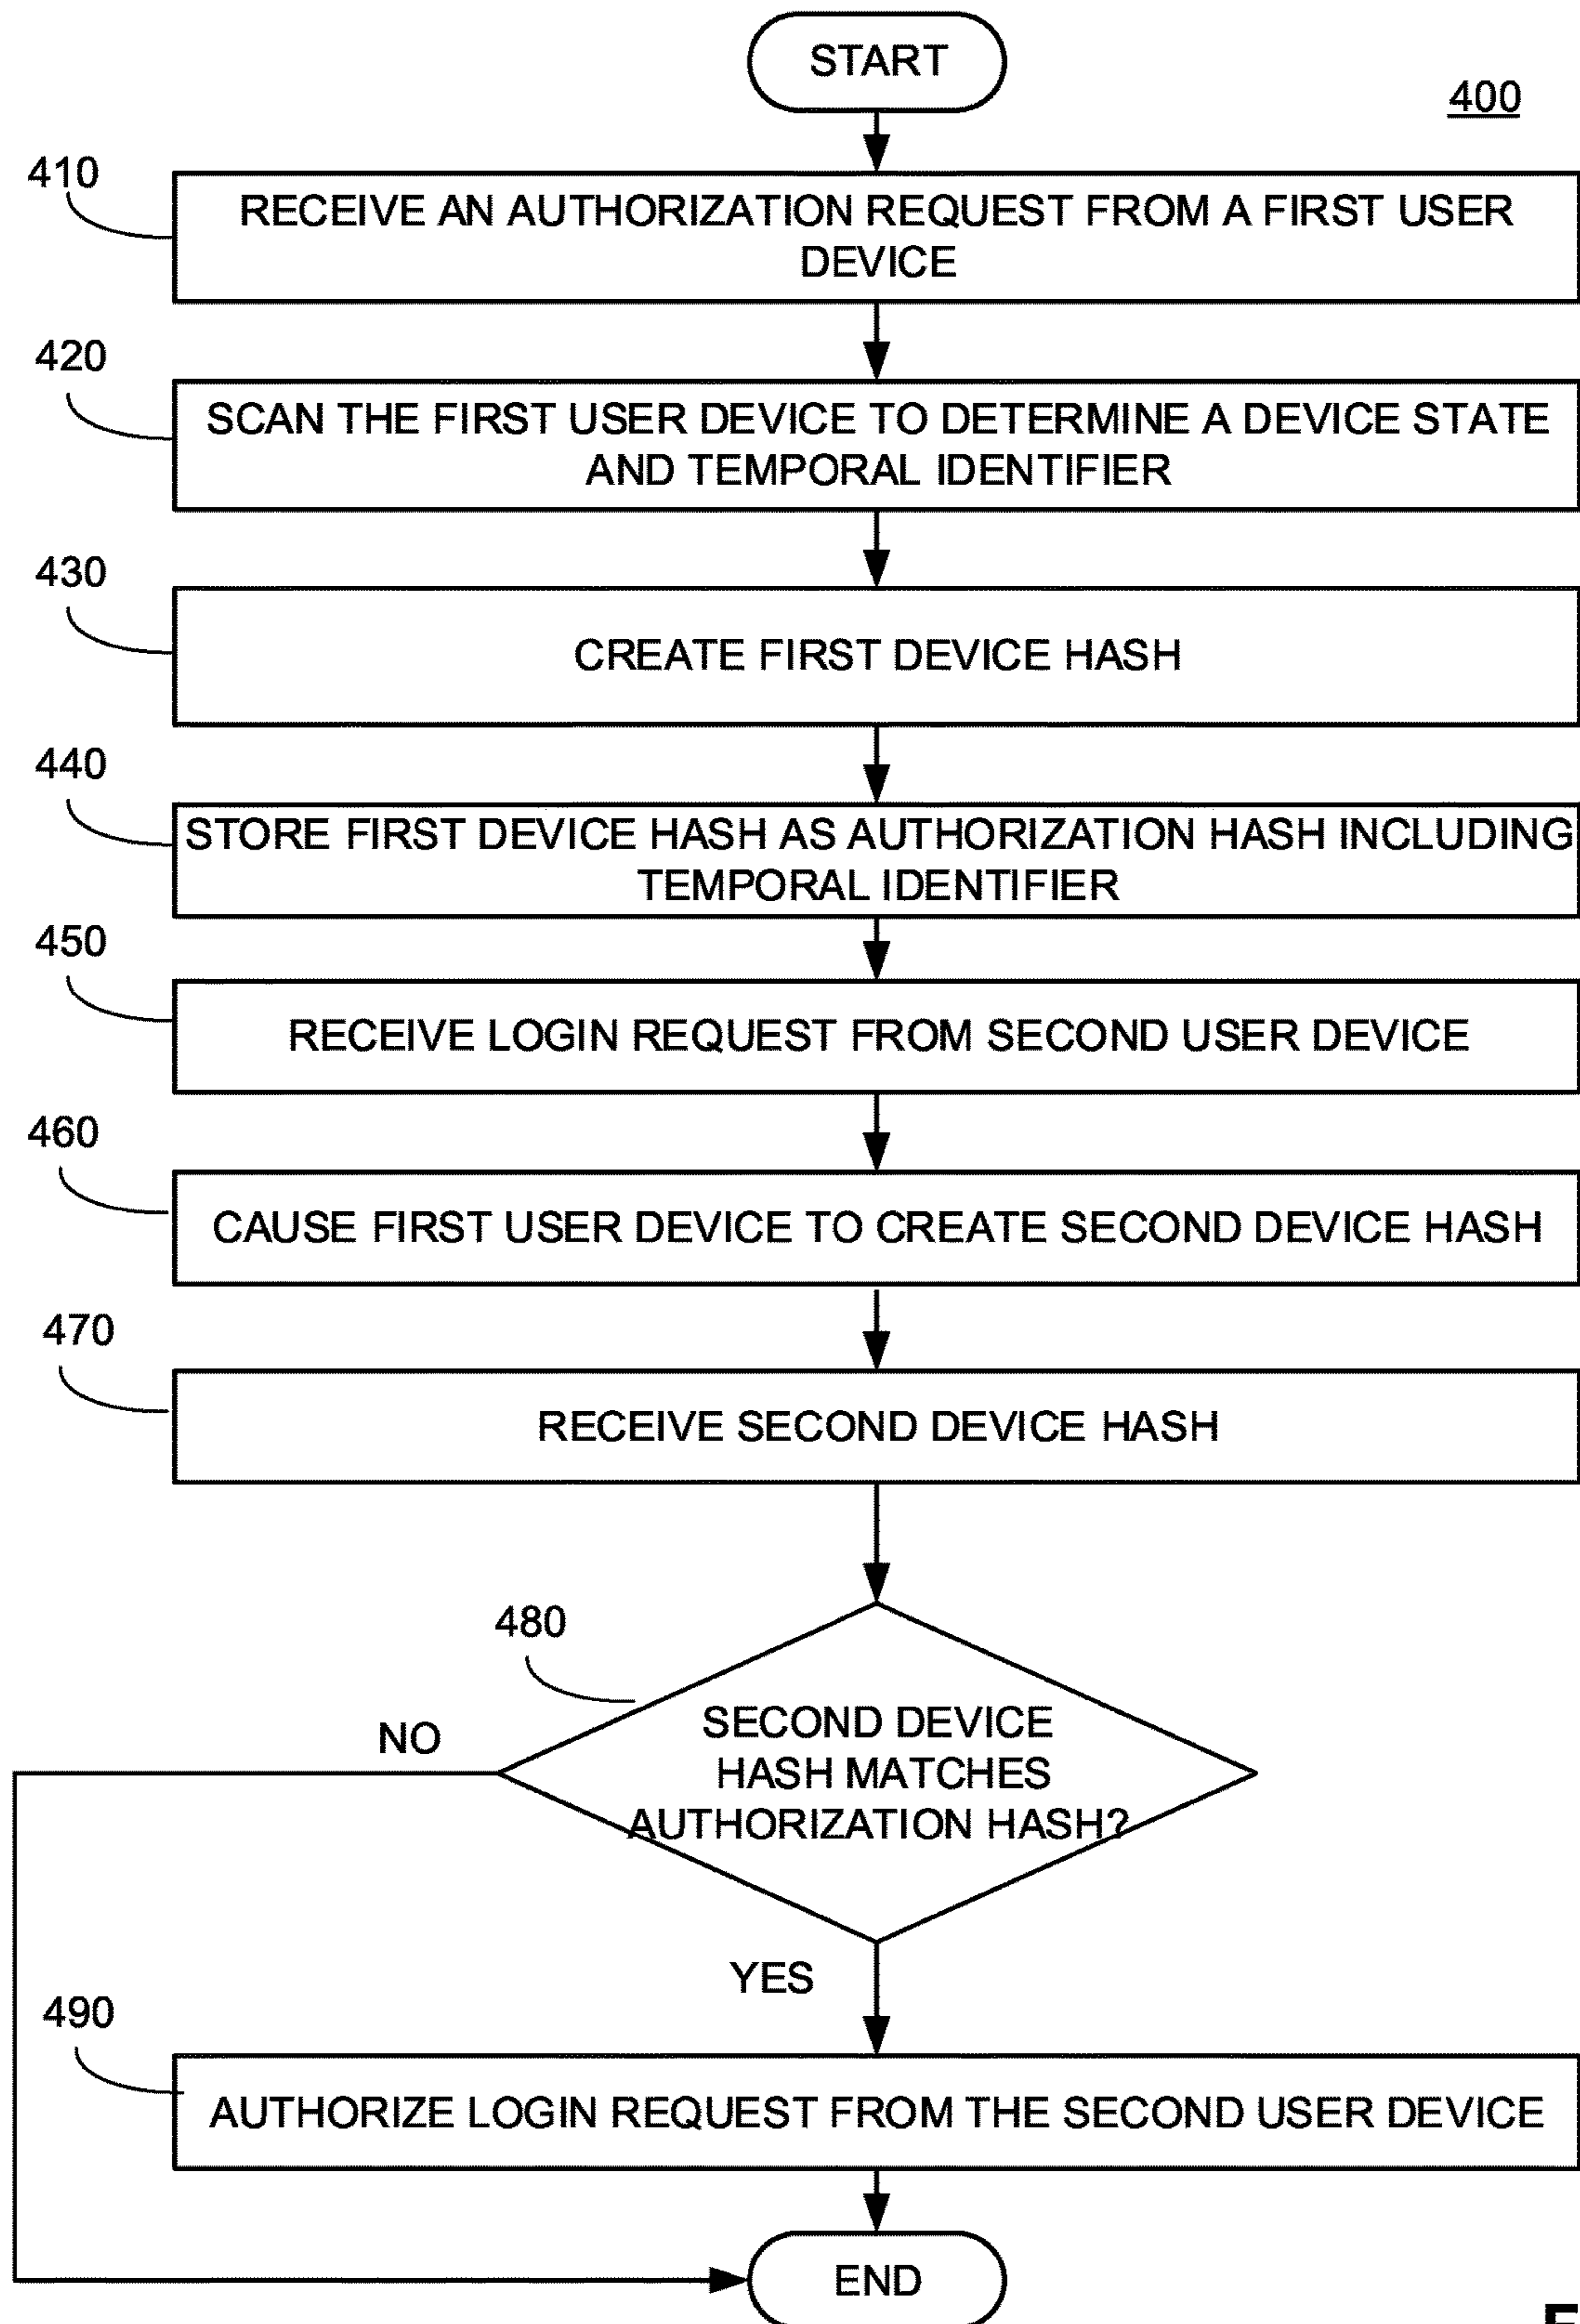 START
400
410
RECEIVE AN AUTHORIZATION REQUEST FROM A FIRST USER
DEVICE
420
SCAN THE FIRST USER DEVICE TO DETERMINE A DEVICE STATE
AND TEMPORAL IDENTIFIER
430
CREATE FIRST DEVICE HASH
440
STORE FIRST DEVICE HASH AS AUTHORIZATION HASH INCLUDING
TEMPORAL IDENTIFIER
450
RECEIVE LOGIN REQUEST FROM SECOND USER DEVICE
460
CAUSE FIRST USER DEVICE TO CREATE SECOND DEVICE HASH
470
RECEIVE SECOND DEVICE HASH
480
SECOND DEVICE
HASH MATCHES
AUTHORIZATION HASH?
NO
YES
490
AUTHORIZE LOGIN REQUEST FROM THE SECOND USER DEVICE
END